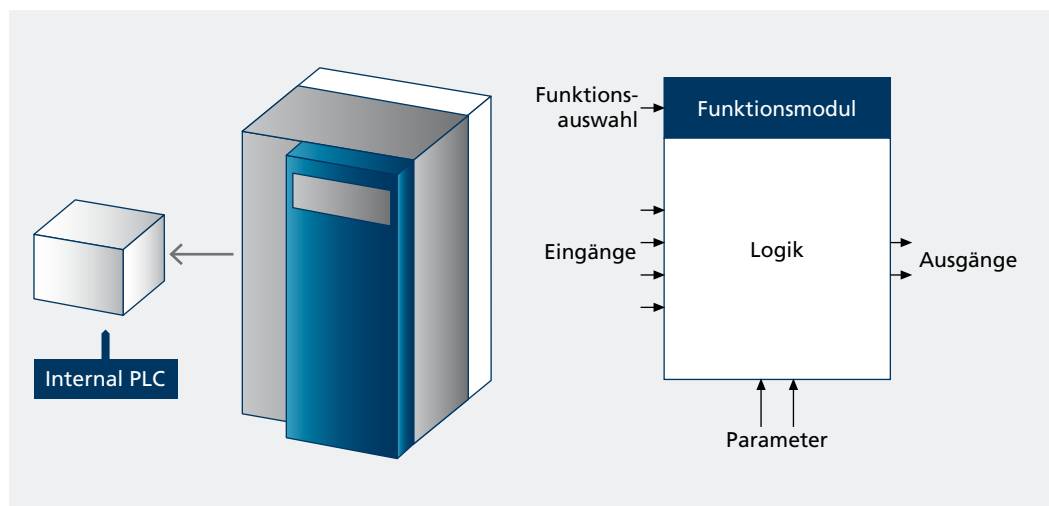 Internal PLC
Funktions-
auswahl
Funktionsmodul
Eingänge
Logik
Ausgänge
Parameter